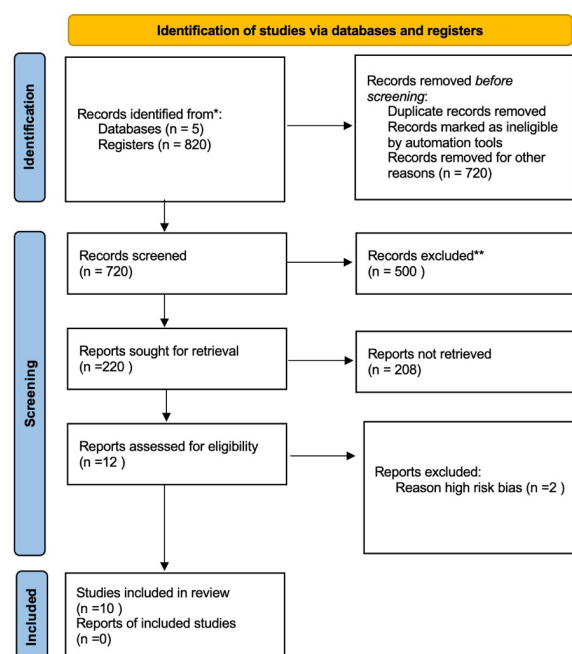 Identification of studies via databases and registers
Identification
Records identified from*:
Databases (n = 5)
Registers (n = 820)
Records removed before
screening:
Duplicate records removed
Records marked as ineligible
by automation tools
Records removed for other
reasons (n = 720)
Screening
Records screened
(n = 720)
Records excluded**
(n = 500 )
Reports sought for retrieval
(n =220 )
Reports not retrieved
(n = 208)
Reports assessed for eligibility
(n =12 )
Reports excluded:
Reason high risk bias (n =2 )
Included
Studies included in review
(n =10 )
Reports of included studies
(n =0)